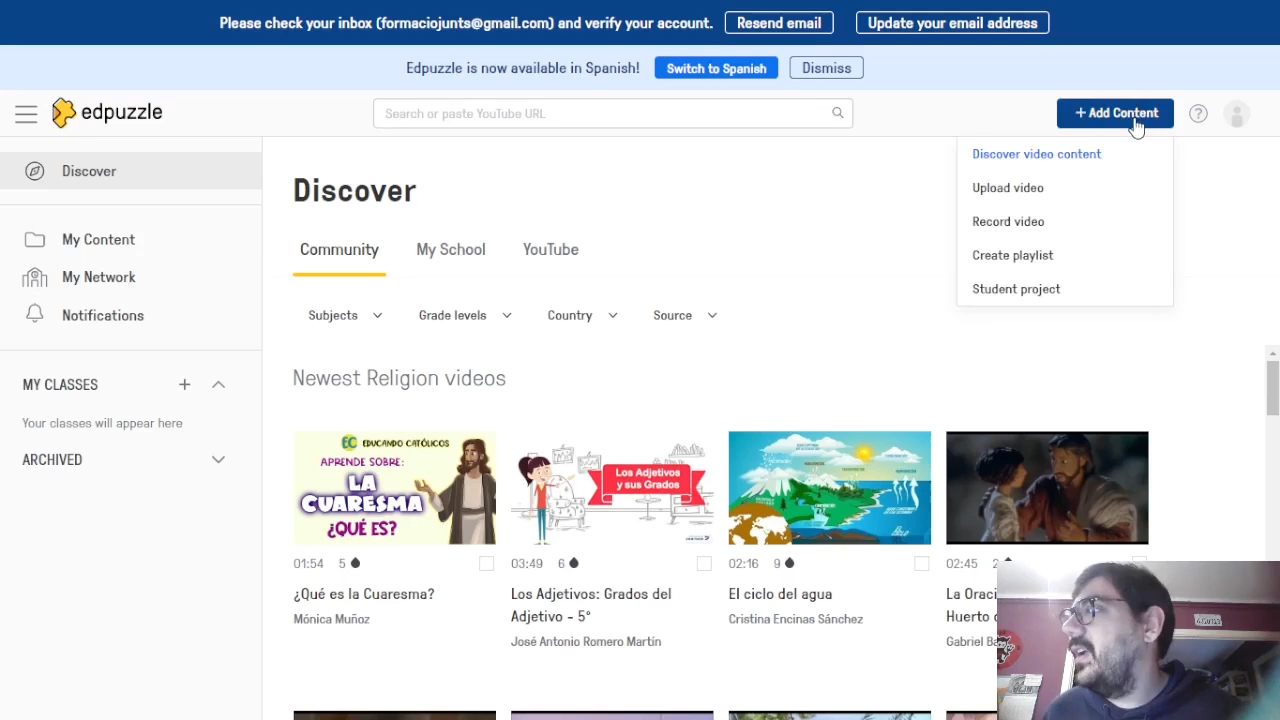 Please check your inbox (formaciojunts@gmail.com) and verify your account.
Resend email
Update your email address
Edpuzzle is now available in Spanish!
Switch to Spanish
Dismiss
edpuzzle
Search or paste YouTube URL
+ Add Content
?
Discover video content
Upload video
Record video
Create playlist
Student project
Discover
My Content
My Network
Notifications
MY CLASSES
Your classes will appear here
ARCHIVED
Discover
Community
My School
YouTube
Subjects
Grade levels
Country
Source
Newest Religion videos
EC EDUCANDO CATÓLICOS
APRENDE SOBRE:
LA
CUARESMA
¿QUÉ ES?
01:54
5
¿Qué es la Cuaresma?
Mónica Muñoz
Los Adjetivos
y sus Grados
03:49
6
Los Adjetivos: Grados del
Adjetivo - 5°
José Antonio Romero Martín
02:16
9
El ciclo del agua
Cristina Encinas Sánchez
02:45
La
Huerto
Gabriel